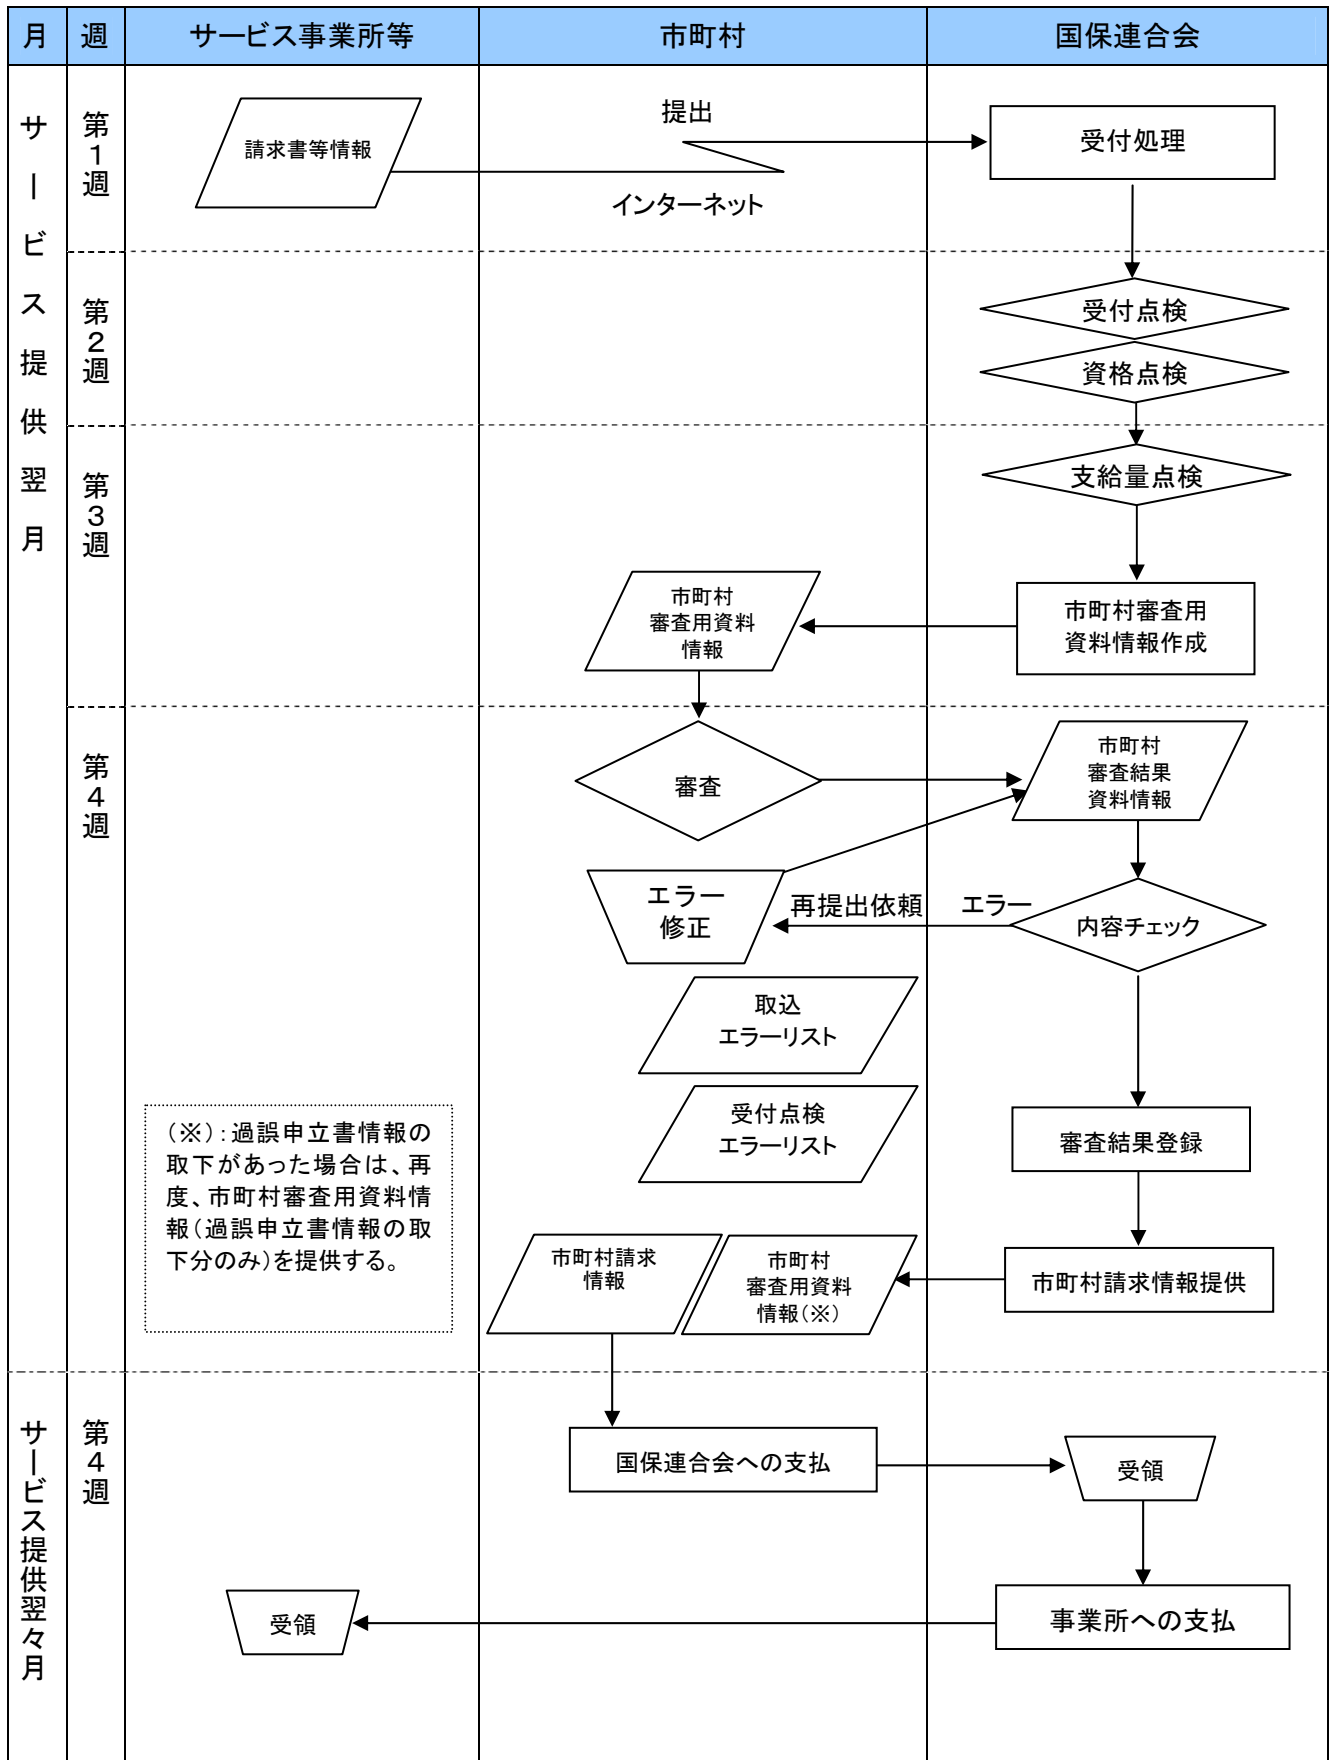 月 週 サービス事業所等 市町村 国保連合会
サービス提供翌月
第1週
請求書等情報
提出
インターネット
受付処理
第2週
受付点検
資格点検
第3週
支給量点検
市町村
審査用資料
情報
市町村審査用
資料情報作成
第4週
審査
市町村
審査結果
資料情報
エラー
修正
再提出依頼
エラー
内容チェック
取込
エラーリスト
受付点検
エラーリスト
審査結果登録
(※):過誤申立書情報の
取下があった場合は、再
度、市町村審査用資料情
報(過誤申立書情報の取
下分のみ)を提供する。
市町村請求
情報
市町村
審査用資料
情報(※)
市町村請求情報提供
サービス提供翌々月
第4週
国保連合会への支払
受領
受領
事業所への支払